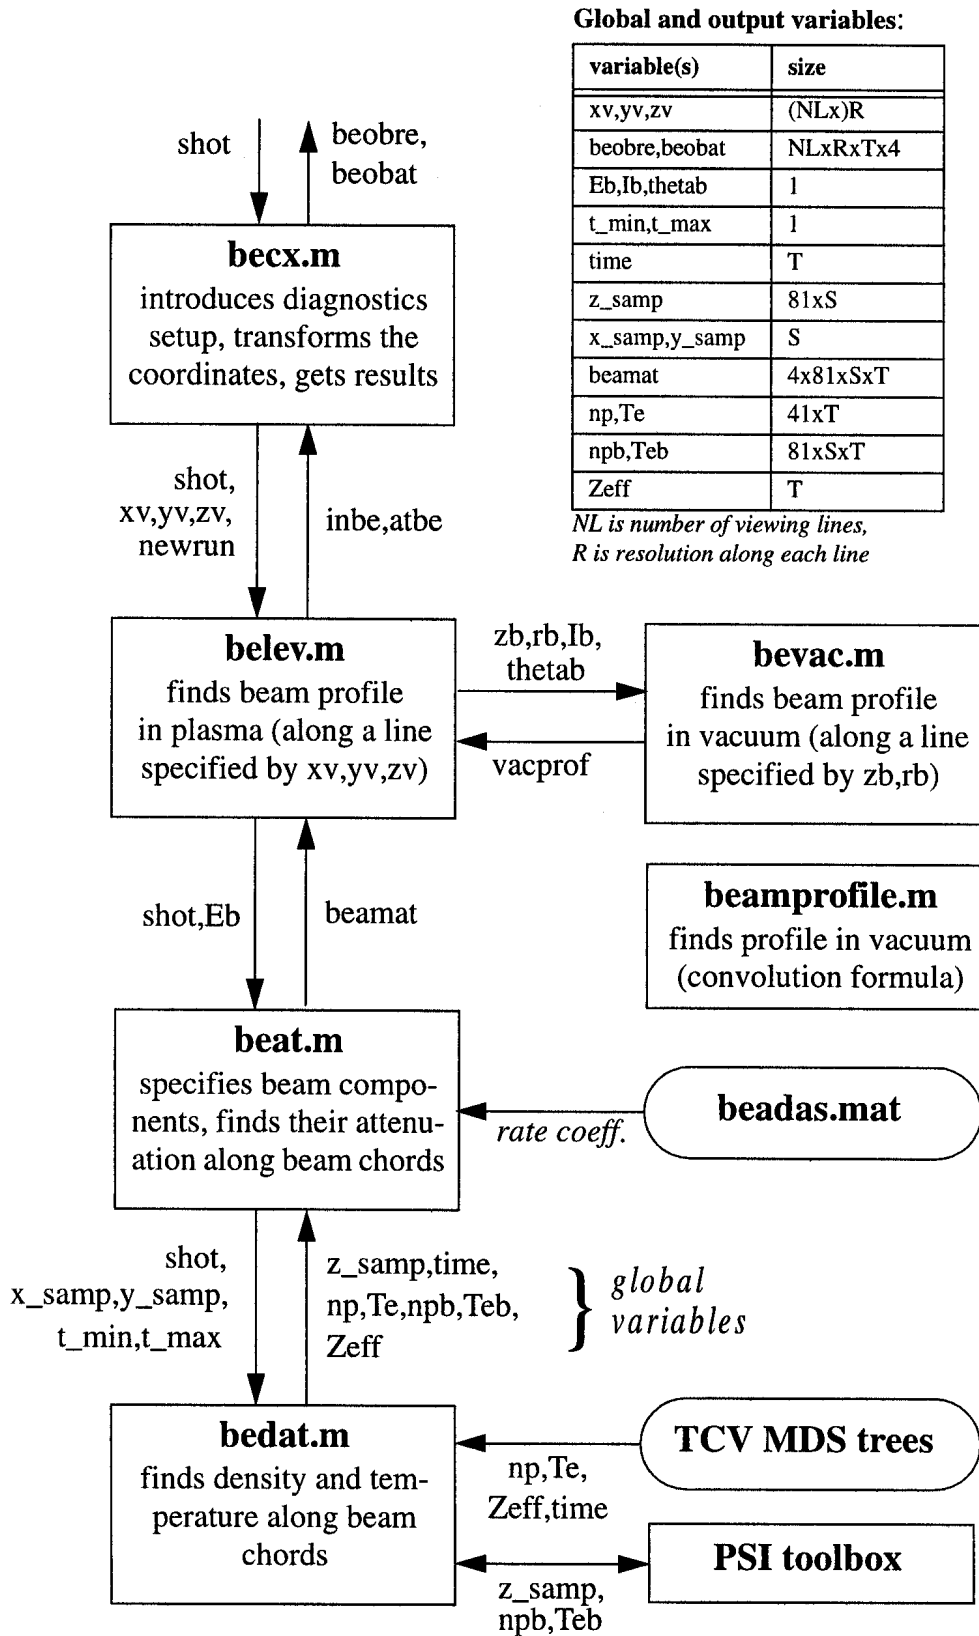 Global and output variables:
variable(s) size
xv,yv,zv (NLx)R
beobre,beobat NLxRxTx4
Eb,Ib,thetab 1
t_min,t_max 1
time T
z_samp 81xS
x_samp,y_samp S
beamat 4x81xSxT
np,Te 41xT
npb,Teb 81xSxT
Zeff T
NL is number of viewing lines,
R is resolution along each line
shot
beobre,
beobat
becx.m
introduces diagnostics
setup, transforms the
coordinates, gets results
shot,
xv,yv,zv,
newrun
inbe,atbe
belev.m
finds beam profile
in plasma (along a line
specified by xv,yv,zv)
zb,rb,Ib,
thetab
vacprof
bevac.m
finds beam profile
in vacuum (along a line
specified by zb,rb)
shot,Eb
beamat
beamprofile.m
finds profile in vacuum
(convolution formula)
beat.m
specifies beam compo-
nents, finds their attenu-
ation along beam chords
rate coeff.
beadas.mat
shot,
x_samp,y_samp,
t_min,t_max
z_samp,time,
np,Te,npb,Teb,
Zeff
} global
variables
bedat.m
finds density and tem-
perature along beam
chords
np,Te,
Zeff,time
TCV MDS trees
z_samp,
npb,Teb
PSI toolbox